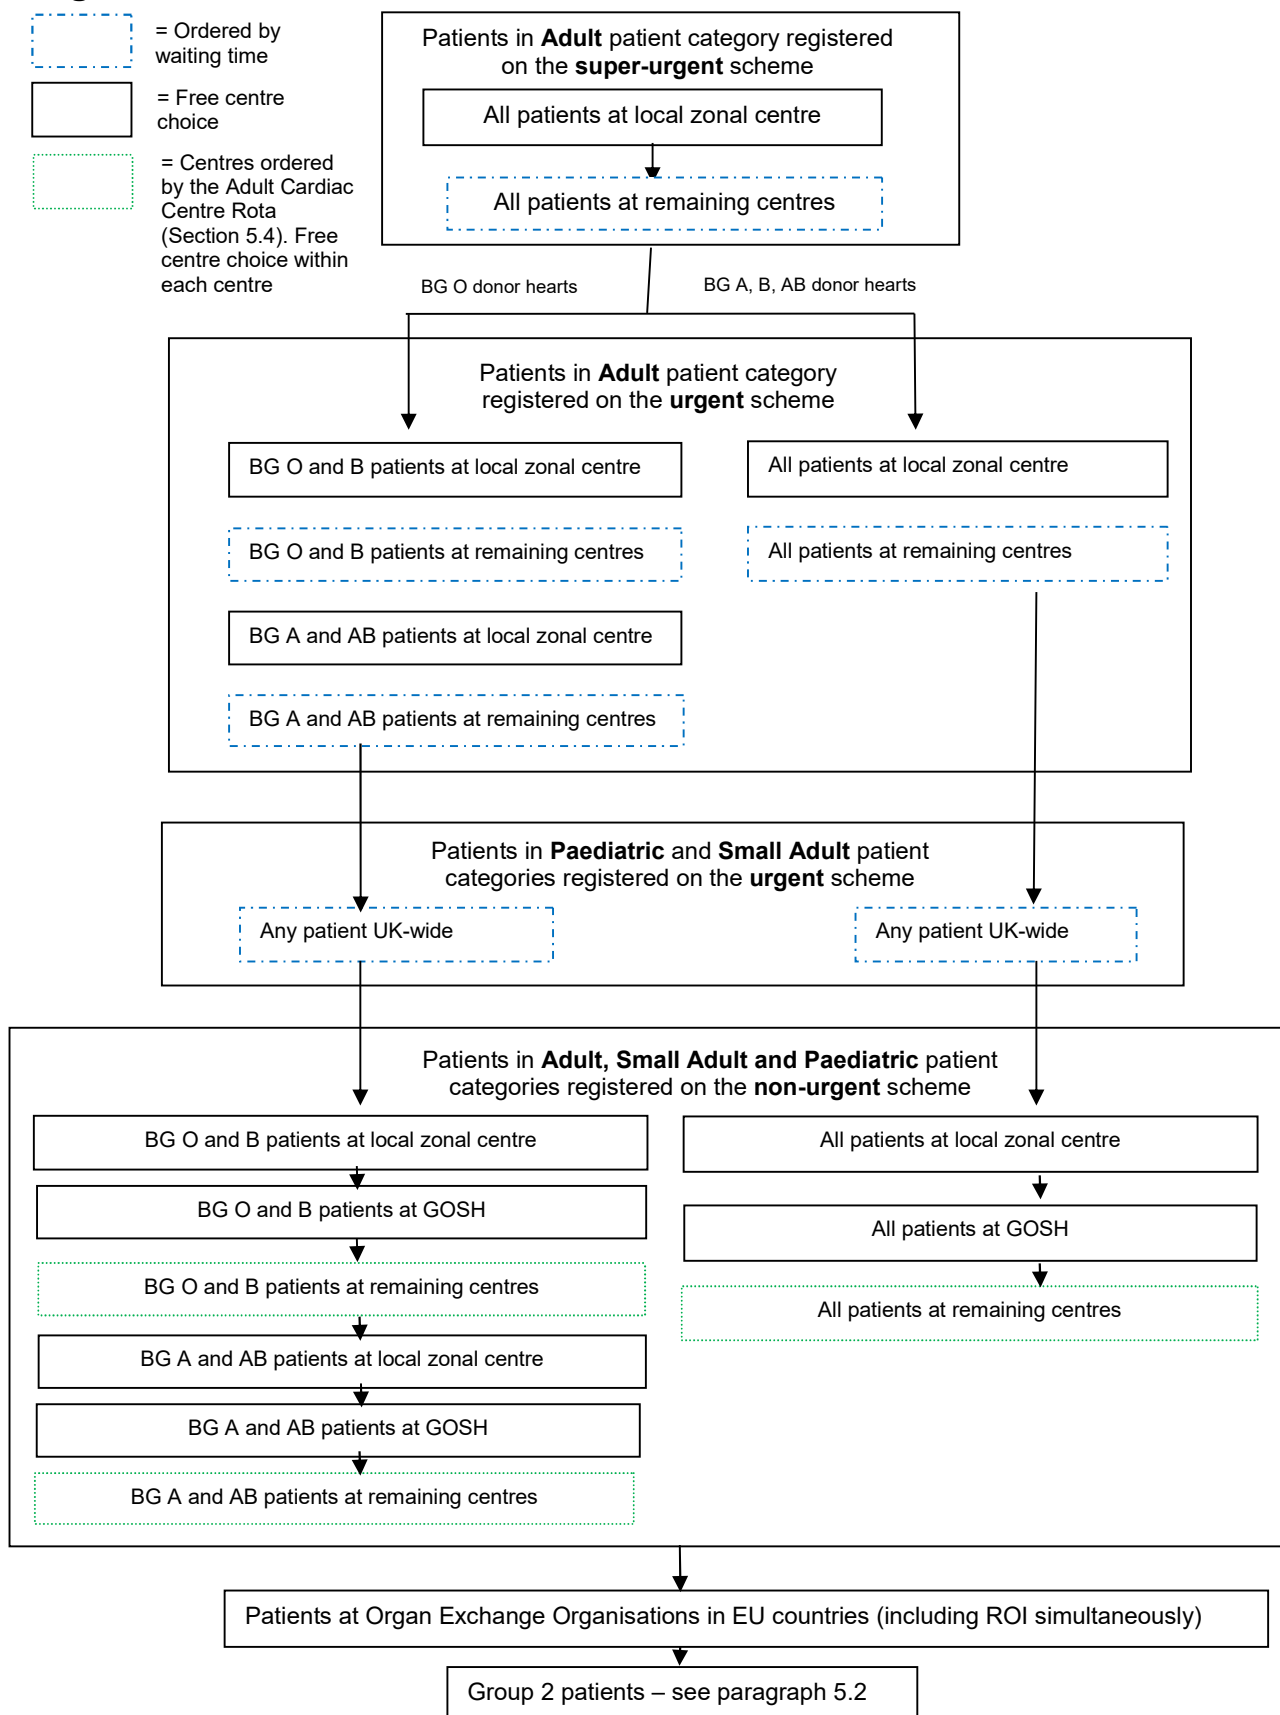 = Ordered by
waiting time
= Free centre
choice
= Centres ordered
by the Adult Cardiac
Centre Rota
(Section 5.4). Free
centre choice within
each centre
Patients in Adult patient category registered
on the super-urgent scheme
All patients at local zonal centre
All patients at remaining centres
BG O donor hearts
BG A, B, AB donor hearts
Patients in Adult patient category
registered on the urgent scheme
BG O and B patients at local zonal centre
BG O and B patients at remaining centres
BG A and AB patients at local zonal centre
BG A and AB patients at remaining centres
All patients at local zonal centre
All patients at remaining centres
Patients in Paediatric and Small Adult patient
categories registered on the urgent scheme
Any patient UK-wide
Any patient UK-wide
Patients in Adult, Small Adult and Paediatric patient
categories registered on the non-urgent scheme
BG O and B patients at local zonal centre
BG O and B patients at GOSH
BG O and B patients at remaining centres
BG A and AB patients at local zonal centre
BG A and AB patients at GOSH
BG A and AB patients at remaining centres
All patients at local zonal centre
All patients at GOSH
All patients at remaining centres
Patients at Organ Exchange Organisations in EU countries (including ROI simultaneously)
Group 2 patients – see paragraph 5.2